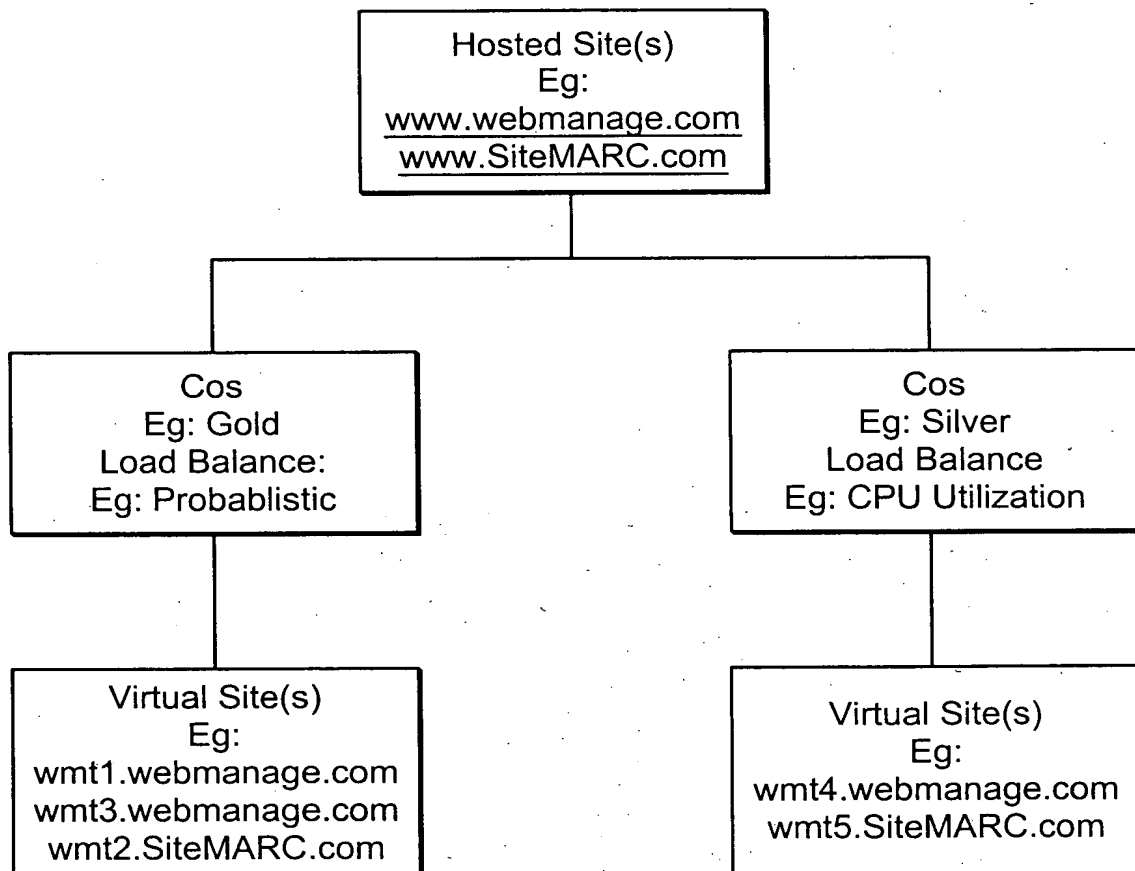 Hosted Site(s)
Eg:
www.webmanage.com
www.SiteMARC.com
Cos
Eg: Gold
Load Balance:
Eg: Probablistic
Cos
Eg: Silver
Load Balance
Eg: CPU Utilization
Virtual Site(s)
Eg:
wmt1.webmanage.com
wmt3.webmanage.com
wmt2.SiteMARC.com
Virtual Site(s)
Eg:
wmt4.webmanage.com
wmt5.SiteMARC.com